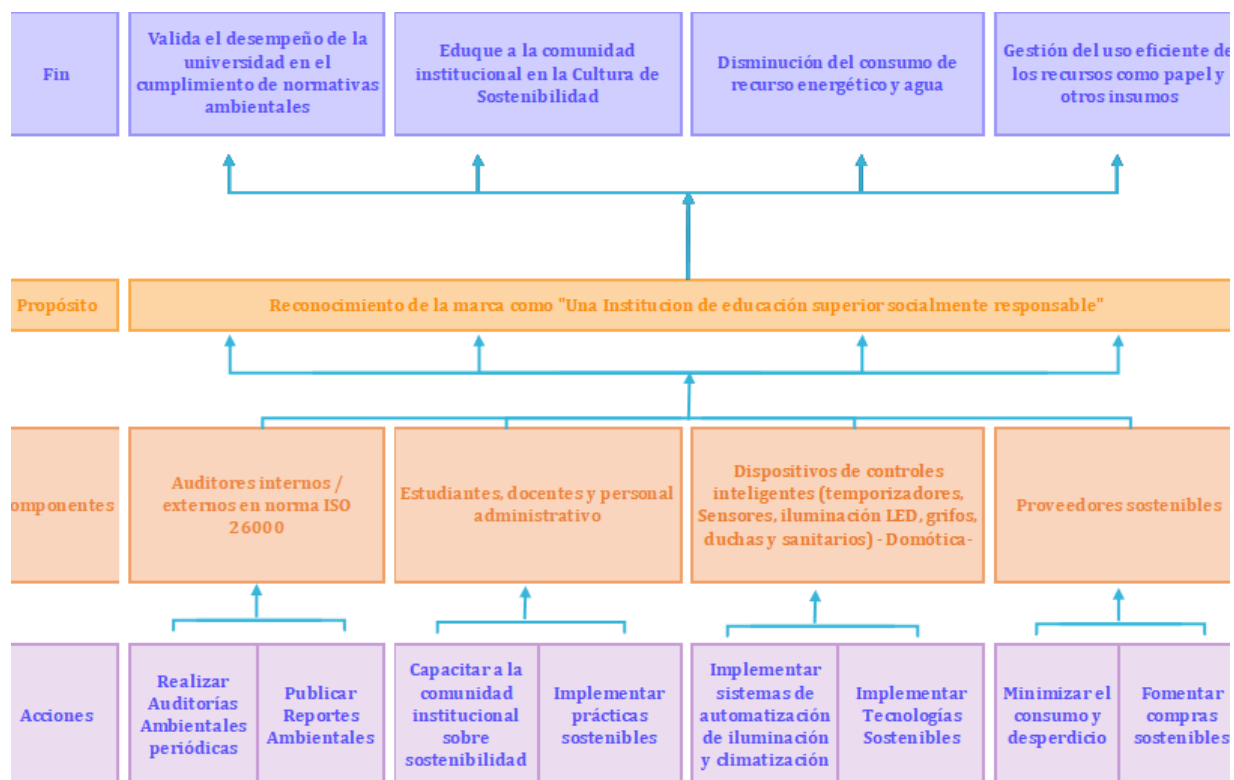 Fin
Valida el desempeño de la
universidad en el
cumplimiento de normativas
ambientales
Eduque a la comunidad
institucional en la Cultura de
Sostenibilidad
Disminución del consumo de
recurso energético y agua
Gestión del uso eficiente de
los recursos como papel y
otros insumos
Propósito
Reconocimiento de la marca como "Una Institucion de educación superior socialmente responsable"
omponentes
Auditores internos /
externos en norma ISO
26000
Estudiantes, docentes y personal
administrativo
Dispositivos de controles
inteligentes (temporizadores,
Sensores, iluminación LED, grifos,
duchas y sanitarios) - Domótica-
Proveedores sostenibles
Acciones
Realizar
Auditorías
Ambientales
periódicas
Publicar
Reportes
Ambientales
Capacitar a la
comunidad
institucional
sobre
sostenibilidad
Implementar
prácticas
sostenibles
Implementar
sistemas de
automatización
de iluminación
y climatización
Implementar
Tecnologías
Sostenibles
Minimizar el
consumo y
desperdicio
Fomentar
compras
sostenibles